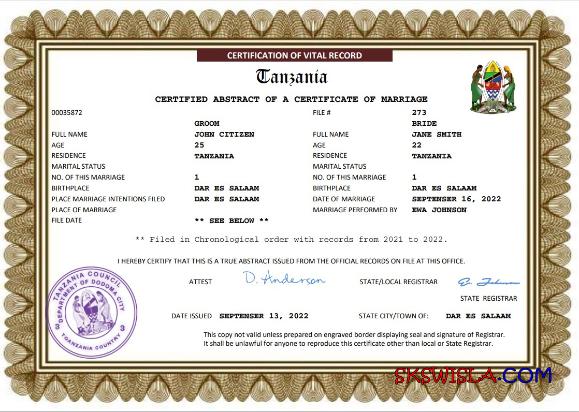 CERTIFICATION OF VITAL RECORD
Tanzania
CERTIFIED ABSTRACT OF A CERTIFICATE OF MARRIAGE
00035872 FILE # 273
GROOM BRIDE
FULL NAME JOHN CITIZEN FULL NAME JANE SMITH
AGE 25 AGE 22
RESIDENCE TANZANIA RESIDENCE TANZANIA
MARITAL STATUS MARITAL STATUS
NO. OF THIS MARRIAGE 1 NO. OF THIS MARRIAGE 1
BIRTHPLACE DAR ES SALAAM BIRTHPLACE DAR ES SALAAM
PLACE MARRIAGE INTENTIONS FILED DAR ES SALAAM DATE OF MARRIAGE SEPTENSER 16, 2022
PLACE OF MARRIAGE MARRIAGE PERFORMED BY EWA JOHNSON
FILE DATE ** SEE BELOW **
** Filed in Chronological order with records from 2021 to 2022.
I HEREBY CERTIFY THAT THIS IS A TRUE ABSTRACT ISSUED FROM THE OFFICIAL RECORDS ON FILE AT THIS OFFICE.
TANZANIA COUNCIL
DEPARTMENT OF DODOMA CITY
TOANZANIA COUNTRY
ATTEST D. Anderson STATE/LOCAL REGISTRAR
STATE REGISTRAR
DATE ISSUED SEPTENSER 13, 2022 STATE CITY/TOWN OF: DAR ES SALAAM
This copy not valid unless prepared on engraved border displaying seal and signature of Registrar.
It shall be unlawful for anyone to reproduce this certificate other than local or State Registrar.
SKSWISLA.COM